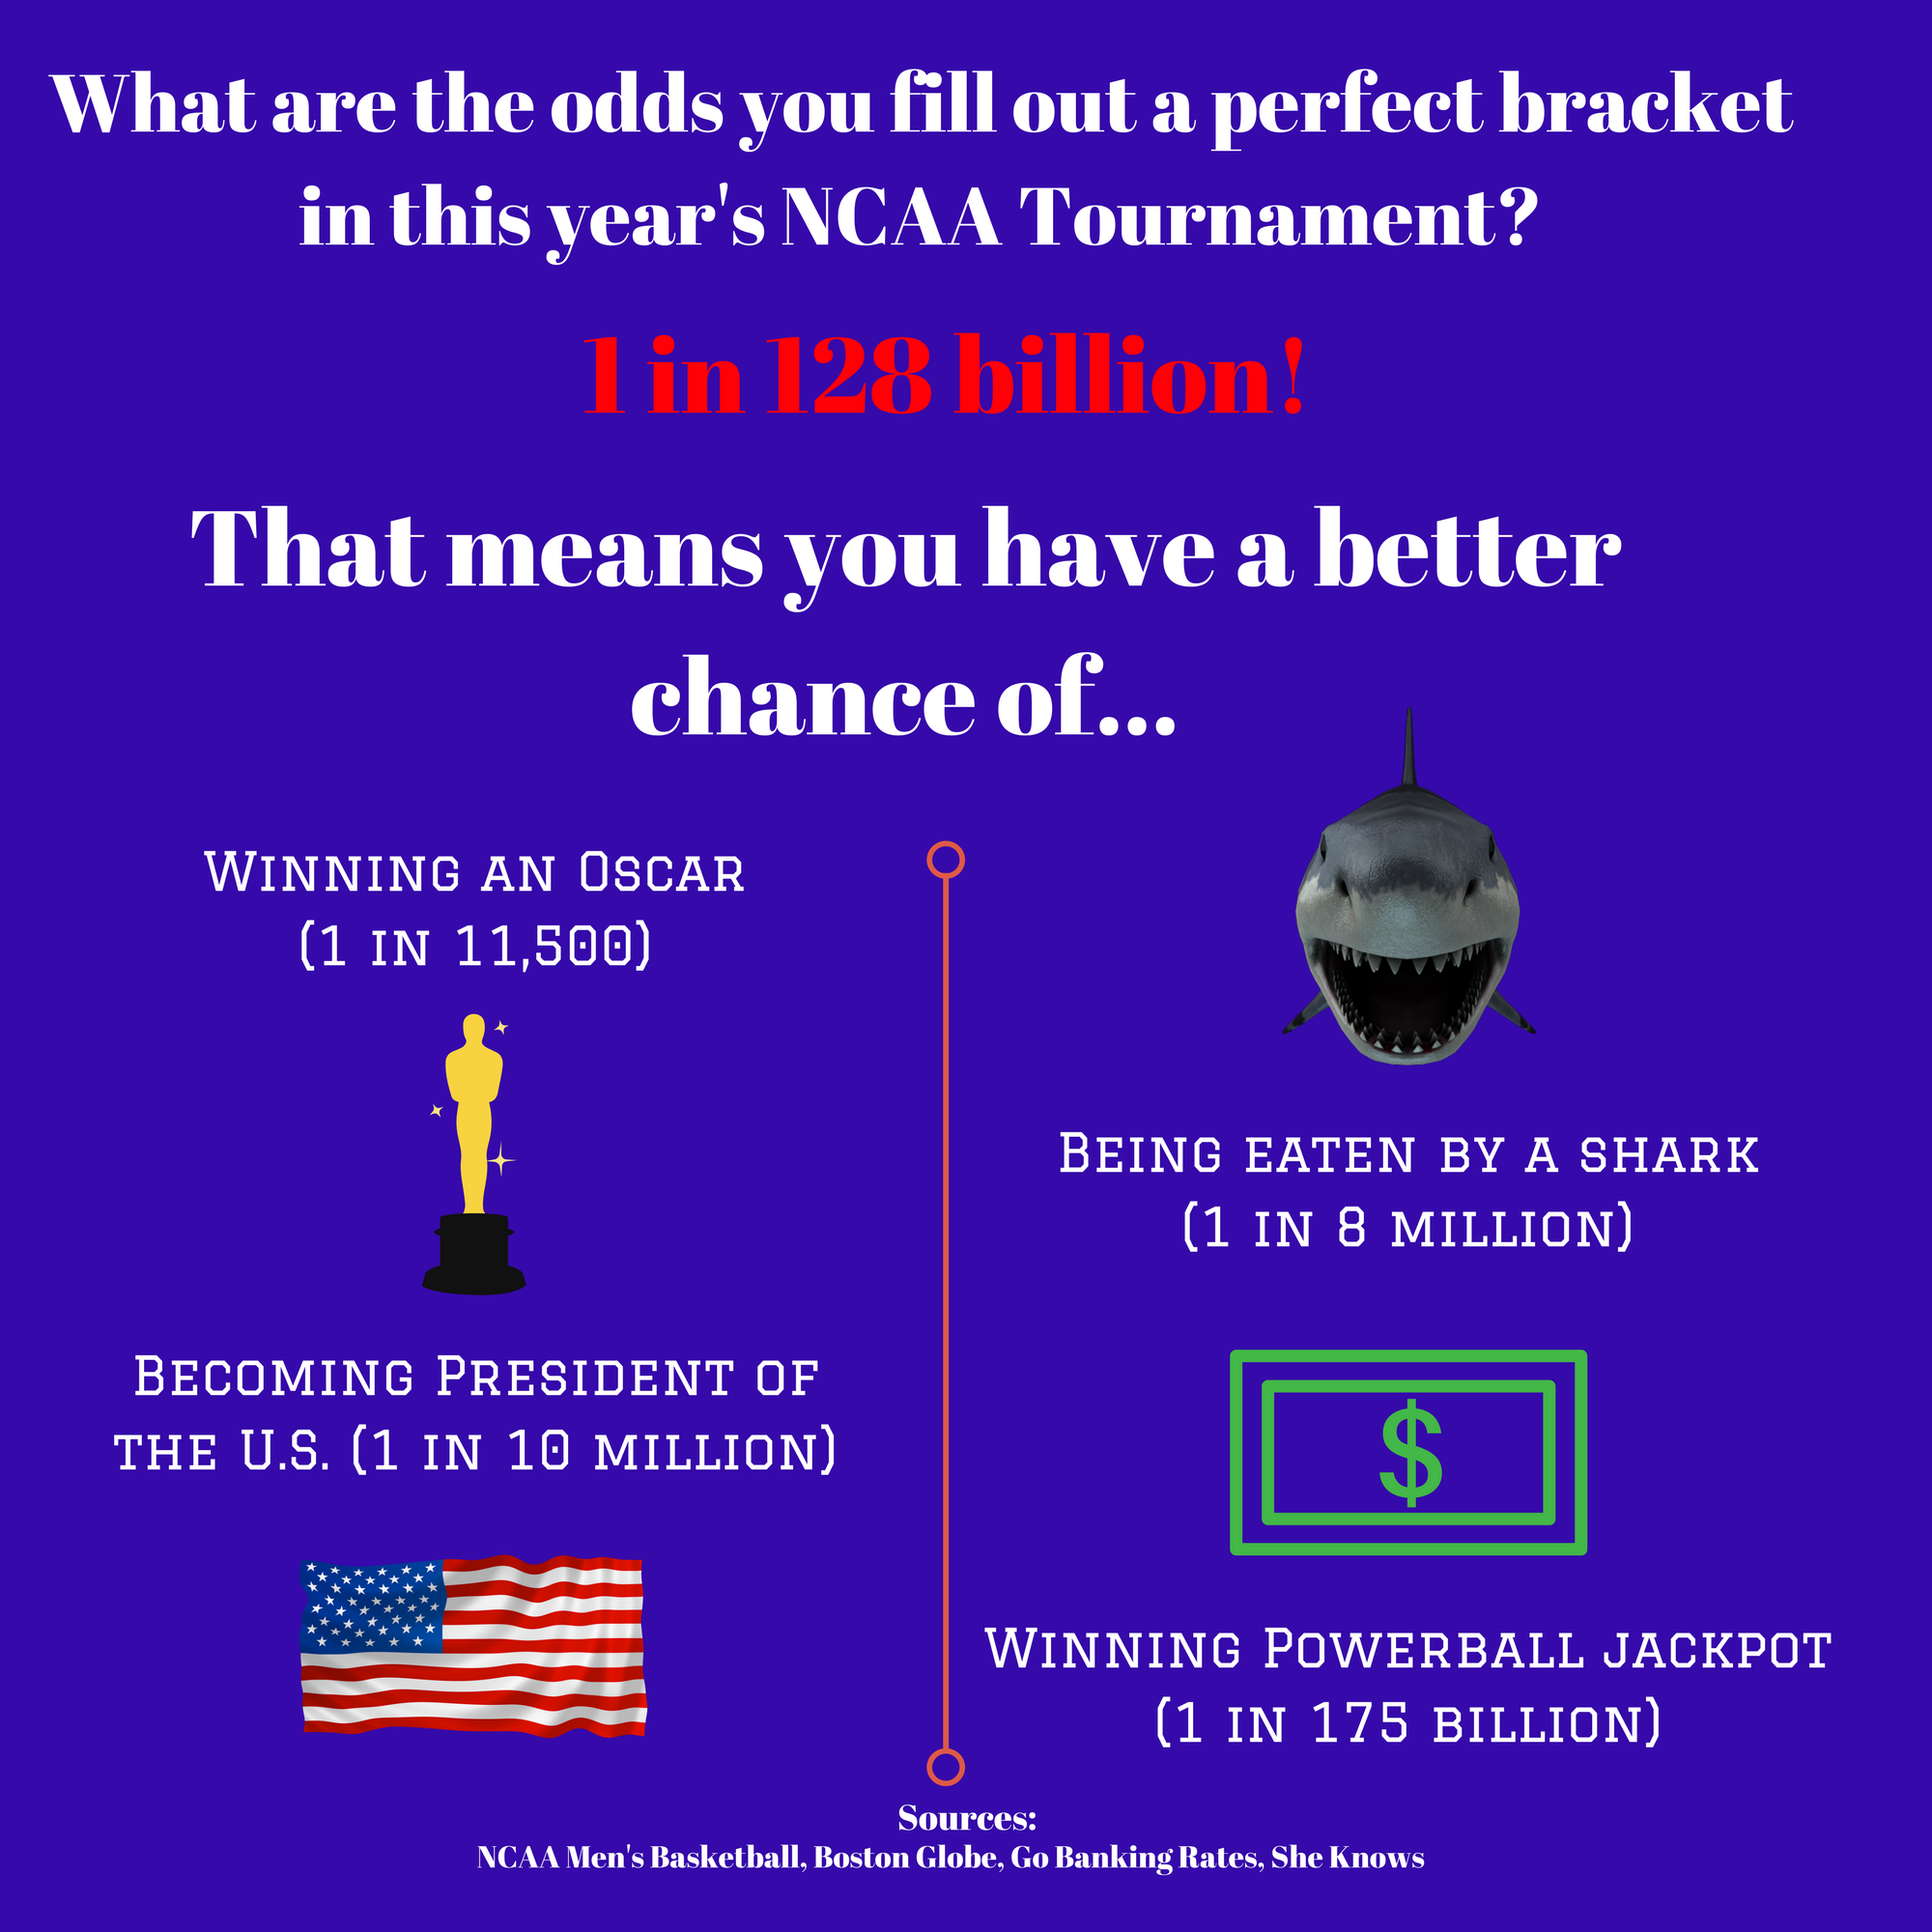 What are the odds you fill out a perfect bracket
in this year's NCAA Tournament?
1 in 128 billion!
That means you have a better
chance of...
Winning an Oscar
(1 in 11,500)
Being eaten by a shark
(1 in 8 million)
Becoming President of
the U.S. (1 in 10 million)
$
Winning Powerball jackpot
(1 in 175 billion)
Sources:
NCAA Men's Basketball, Boston Globe, Go Banking Rates, She Knows